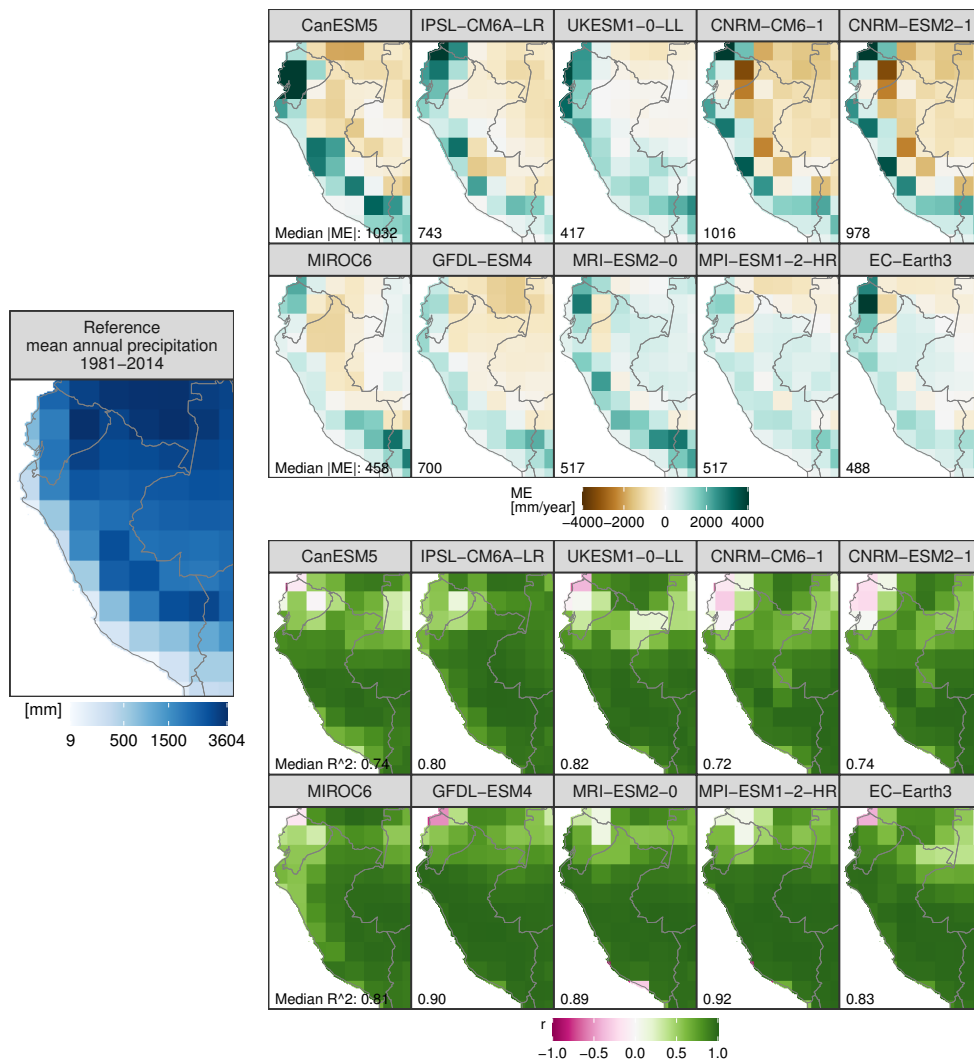 CanESM5 IPSL−CM6A−LR UKESM1−0−LL CNRM−CM6−1 CNRM−ESM2−1
Median |ME|: 1032 743 417 1016 978
MIROC6 GFDL−ESM4 MRI−ESM2−0 MPI−ESM1−2−HR EC−Earth3
Median |ME|: 458 700 517 517 488
ME
[mm/year]
−4000 −2000 0 2000 4000
Reference
mean annual precipitation
1981−2014
[mm]
9 500 1500 3604
CanESM5 IPSL−CM6A−LR UKESM1−0−LL CNRM−CM6−1 CNRM−ESM2−1
Median R^2: 0.74 0.80 0.82 0.72 0.74
MIROC6 GFDL−ESM4 MRI−ESM2−0 MPI−ESM1−2−HR EC−Earth3
Median R^2: 0.81 0.90 0.89 0.92 0.83
r
−1.0 −0.5 0.0 0.5 1.0